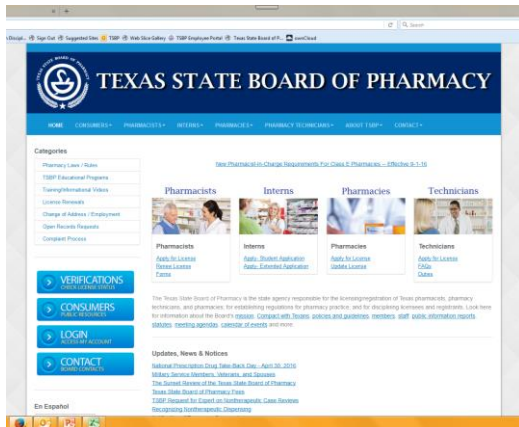 Search
Sign Out Suggested Sites TSBP Web Slice Gallery TSBP Employee Portal Texas State Board of P... ownCloud
TEXAS STATE BOARD OF PHARMACY
HOME CONSUMERS PHARMACISTS INTERNS PHARMACIES PHARMACY TECHNICIANS ABOUT TSBP CONTACT
Categories
Pharmacy Laws / Rules
TSBP Educational Programs
Training/Informational Videos
License Renewals
Change of Address / Employment
Open Records Requests
Complaint Process
New Pharmacist-in-Charge Requirements For Class E Pharmacies – Effective 9-1-16
Pharmacists Interns Pharmacies Technicians
Pharmacists
Apply for License
Renew License
Forms
Interns
Apply- Student Application
Apply- Extended Application
Pharmacies
Apply for License
Update License
Technicians
Apply for License
FAQs
Duties
VERIFICATIONS
CHECK LICENSE STATUS
CONSUMERS
PUBLIC RESOURCES
LOGIN
ACCESS MY ACCOUNT
CONTACT
BOARD CONTACTS
The Texas State Board of Pharmacy is the state agency responsible for the licensing/registration of Texas pharmacists, pharmacy
technicians, and pharmacies; for establishing regulations for pharmacy practice; and for disciplining licensees and registrants. Look here
for information about the Board's mission, Compact with Texans, policies and guidelines, members, staff, public information reports,
statutes, meeting agendas, calendar of events and more.
Updates, News & Notices
National Prescription Drug Take-Back Day - April 30, 2016
Military Service Members, Veterans, and Spouses
The Sunset Review of the Texas State Board of Pharmacy
Texas State Board of Pharmacy Fees
TSBP Request for Expert on Nontherapeutic Case Reviews
Recognizing Nontherapeutic Dispensing
En Español